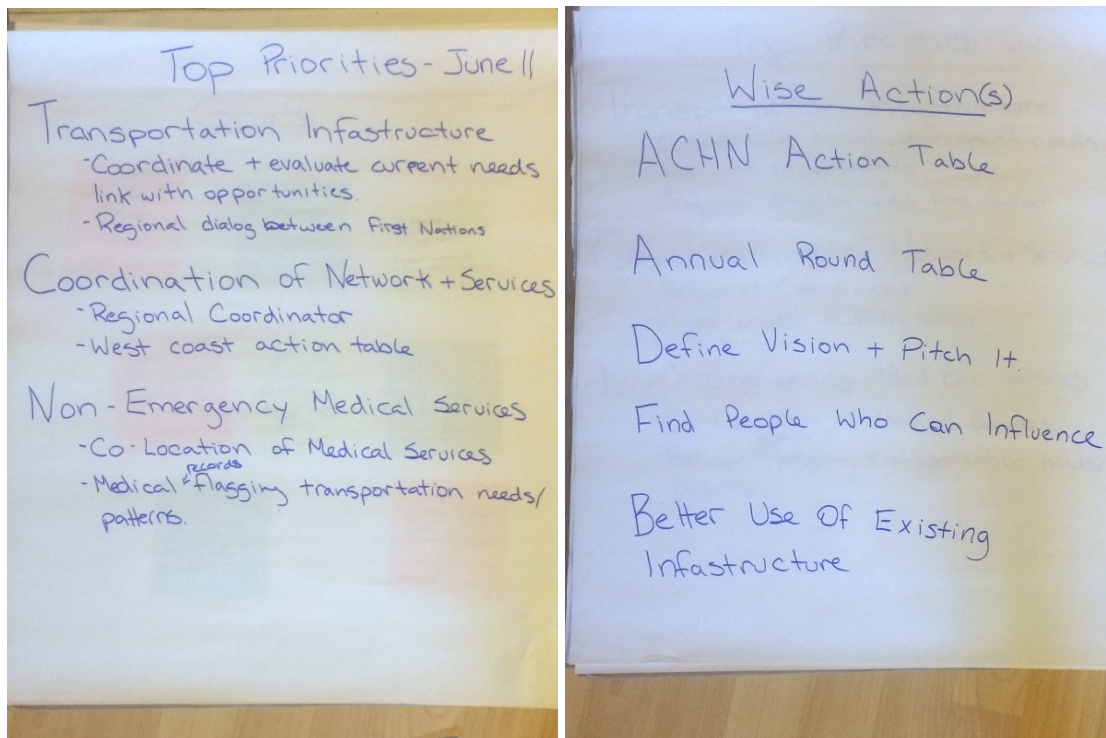 Top Priorities - June 11
Transportation Infastructure
- Coordinate + evaluate current needs
link with opportunities.
- Regional dialog between First Nations
Coordination of Network + Services
- Regional Coordinator
- West coast action table
Non - Emergency Medical Services
- Co-Location of Medical Services
records
- Medical flagging transportation needs/
patterns.
Wise Action(s)
ACHN Action Table
Annual Round Table
Define Vision + Pitch It.
Find People Who Can Influence
Better Use Of Existing
Infastructure